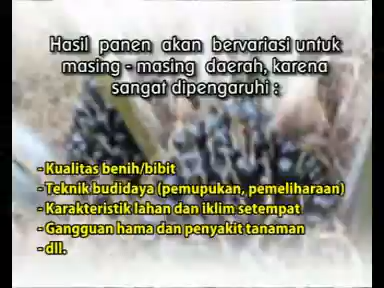 Hasil panen akan bervariasi untuk
masing - masing daerah, karena
sangat dipengaruhi :
- Kualitas benih/bibit
- Teknik budidaya (pemupukan, pemeliharaan)
- Karakteristik lahan dan iklim setempat
- Gangguan hama dan penyakit tanaman
- dll.